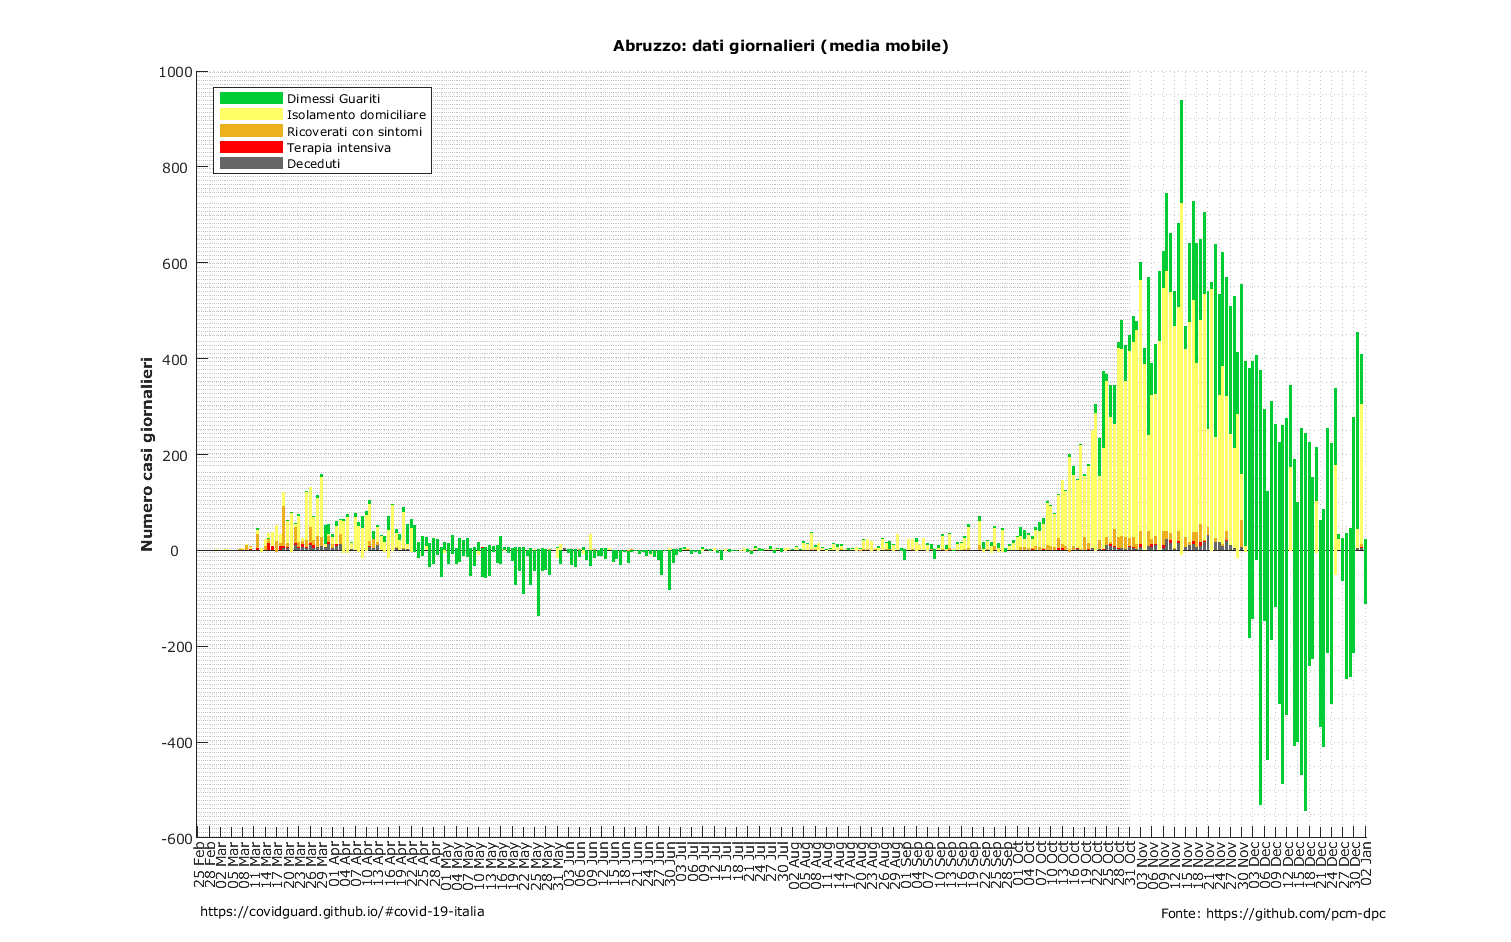 Abruzzo: dati giornalieri (media mobile)
1000
800
600
400
200
0
-200
-400
-600
Numero casi giornalieri
Dimessi Guariti
Isolamento domiciliare
Ricoverati con sintomi
Terapia intensiva
Deceduti
25 Feb
28 Feb
02 Mar
05 Mar
08 Mar
11 Mar
14 Mar
17 Mar
20 Mar
23 Mar
26 Mar
29 Mar
01 Apr
04 Apr
07 Apr
10 Apr
13 Apr
16 Apr
19 Apr
22 Apr
25 Apr
28 Apr
01 May
04 May
07 May
10 May
13 May
16 May
19 May
22 May
25 May
28 May
31 May
03 Jun
06 Jun
09 Jun
12 Jun
15 Jun
18 Jun
21 Jun
24 Jun
27 Jun
30 Jun
03 Jul
06 Jul
09 Jul
12 Jul
15 Jul
18 Jul
21 Jul
24 Jul
27 Jul
30 Jul
02 Aug
05 Aug
08 Aug
11 Aug
14 Aug
17 Aug
20 Aug
23 Aug
26 Aug
29 Aug
01 Sep
04 Sep
07 Sep
10 Sep
13 Sep
16 Sep
19 Sep
22 Sep
25 Sep
28 Sep
01 Oct
04 Oct
07 Oct
10 Oct
13 Oct
16 Oct
19 Oct
22 Oct
25 Oct
28 Oct
31 Oct
03 Nov
06 Nov
09 Nov
12 Nov
15 Nov
18 Nov
21 Nov
24 Nov
27 Nov
30 Nov
03 Dec
06 Dec
09 Dec
12 Dec
15 Dec
18 Dec
21 Dec
24 Dec
27 Dec
30 Dec
02 Jan
https://covidguard.github.io/#covid-19-italia
Fonte: https://github.com/pcm-dpc